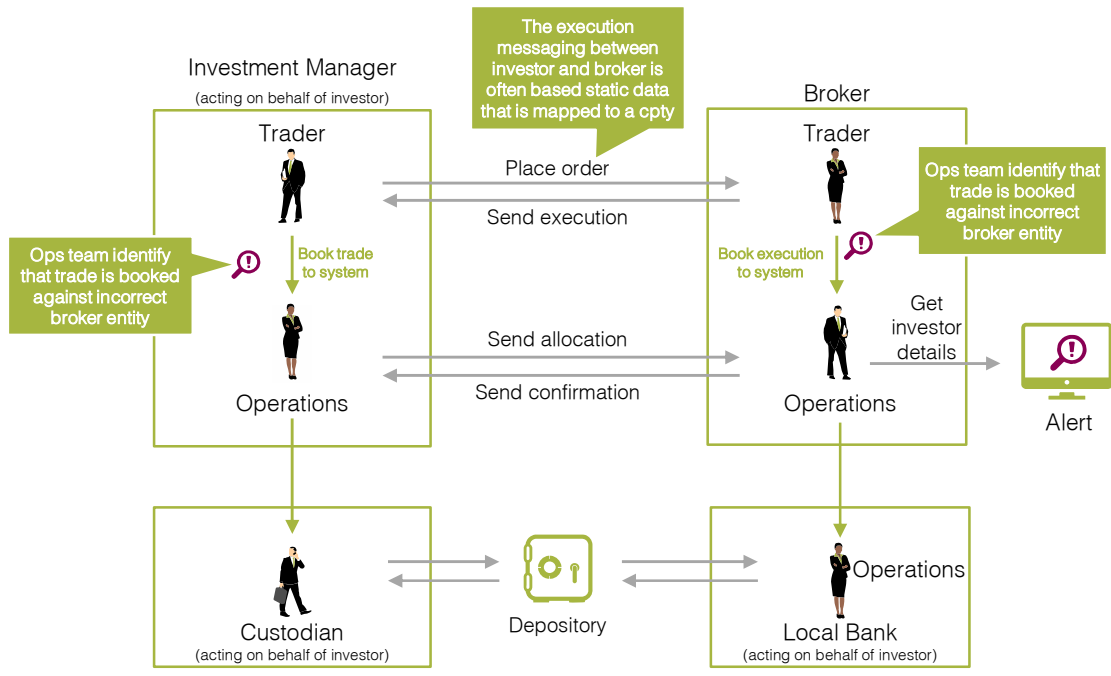 The execution
messaging between
investor and broker is
often based static data
that is mapped to a cpty
Investment Manager
(acting on behalf of investor)
Broker
Trader
Trader
Place order
Send execution
Ops team identify that
trade is booked
against incorrect
broker entity
Ops team identify
that trade is booked
against incorrect
broker entity
Book trade
to system
Book execution
to system
Get
investor
details
Send allocation
Send confirmation
Operations
Operations
Alert
Operations
Depository
Custodian
(acting on behalf of investor)
Local Bank
(acting on behalf of investor)